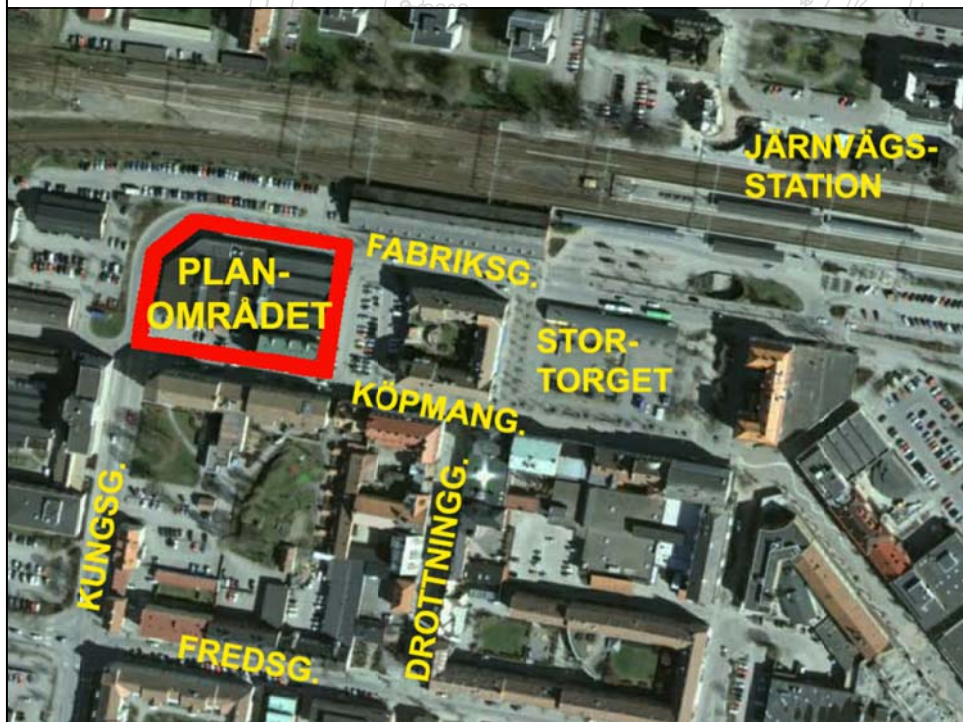 JÄRNVÄGS-
STATION
FABRIKSG.
PLAN-
OMRÅDET
STOR-
TORGET
KÖPMANG.
KUNGSG.
DROTTNINGG.
FREDSG.